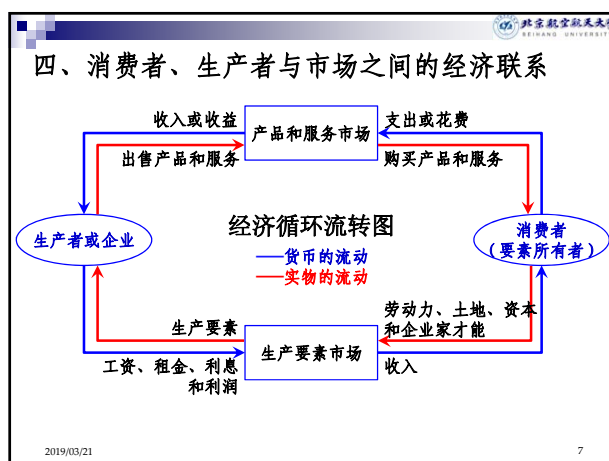 北京航空航天大学
BEIHANG UNIVERSITY
四、消费者、生产者与市场之间的经济联系
收入或收益
产品和服务市场
支出或花费
出售产品和服务
购买产品和服务
生产者或企业
经济循环流转图
——货币的流动
——实物的流动
消费者
（要素所有者）
生产要素
生产要素市场
劳动力、土地、资本
和企业家才能
工资、租金、利息
和利润
收入
2019/03/21
7